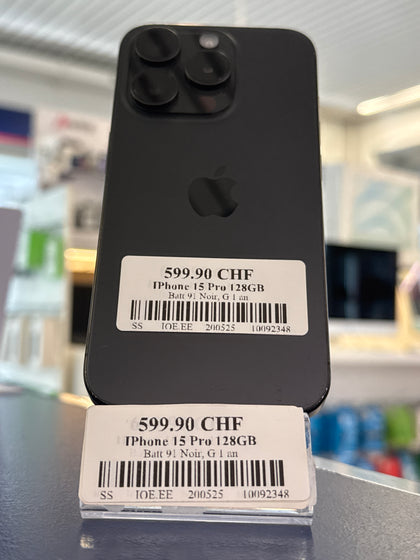 599.90 CHF
IPhone 15 Pro 128GB
Batt 91 Noir, G 1 an
SS IOE.EE 200525 10092348
599.90 CHF
IPhone 15 Pro 128GB
Batt 91 Noir, G 1 an
SS IOE.EE 200525 10092348